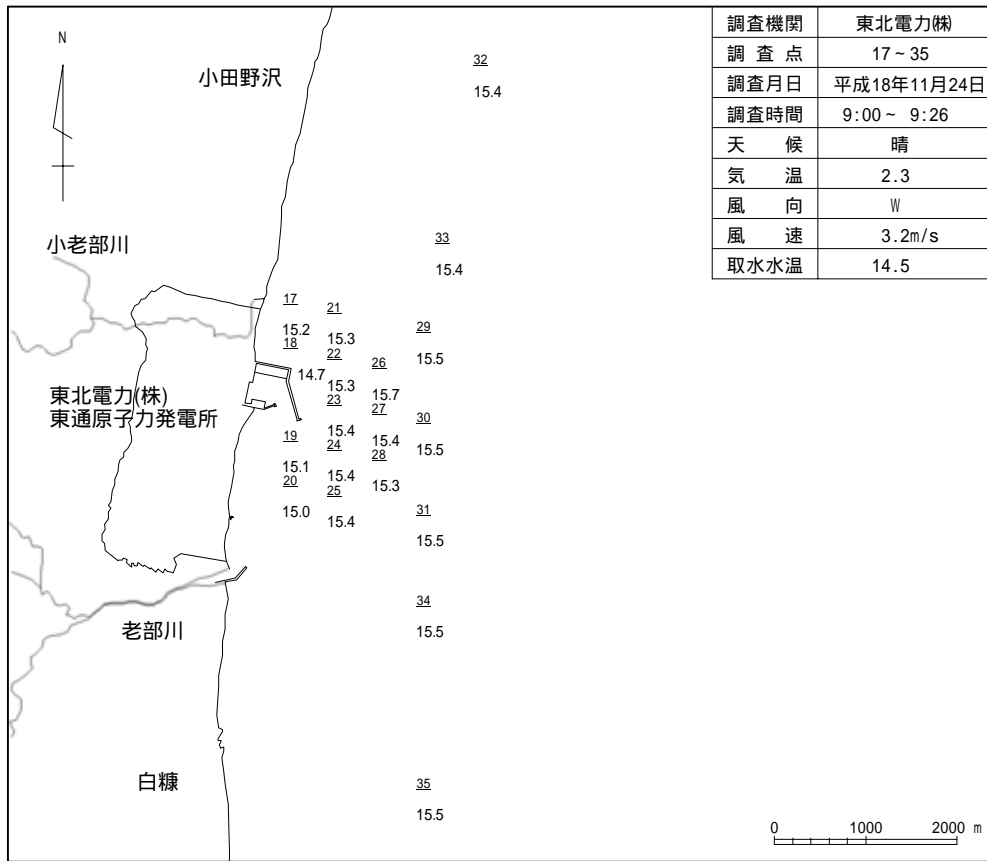 調査機関 東北電力㈱
調査点 17~35
調査月日 平成18年11月24日
調査時間 9:00~ 9:26
天候 晴
気温 2.3
風向 W
風速 3.2m/s
取水水温 14.5
N
小田野沢
32
15.4
小老部川
33
15.4
17
15.2
21
15.3
29
15.5
18
14.7
22
15.3
26
15.7
東北電力(株)
東通原子力発電所
23
15.4
27
15.4
30
15.5
19
15.1
24
15.4
28
15.3
20
15.0
25
15.4
31
15.5
34
15.5
老部川
白糠
35
15.5
0 1000 2000 m